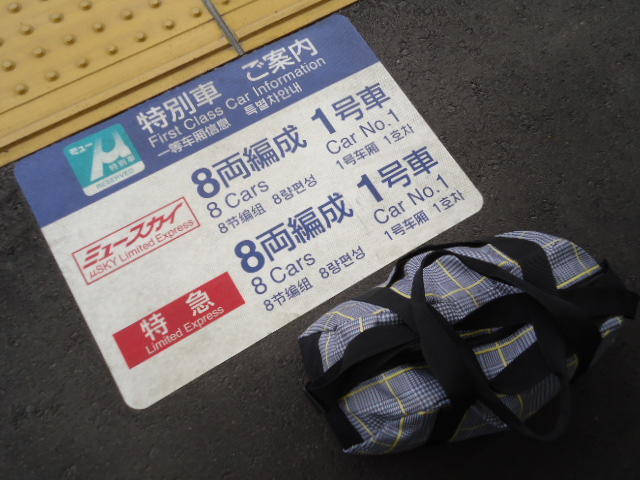 特別車 ご案内
First Class Car Information
一等车厢信息 특별차안내
ミュー
μ
特別車
RESERVED
ミュースカイ
μSKY Limited Express
8両編成 1号車
8 Cars Car No.1
8节编组 8량편성 1号车厢 1호차
特急
Limited Express
8両編成 1号車
8 Cars Car No.1
8节编组 8량편성 1号车厢 1호차